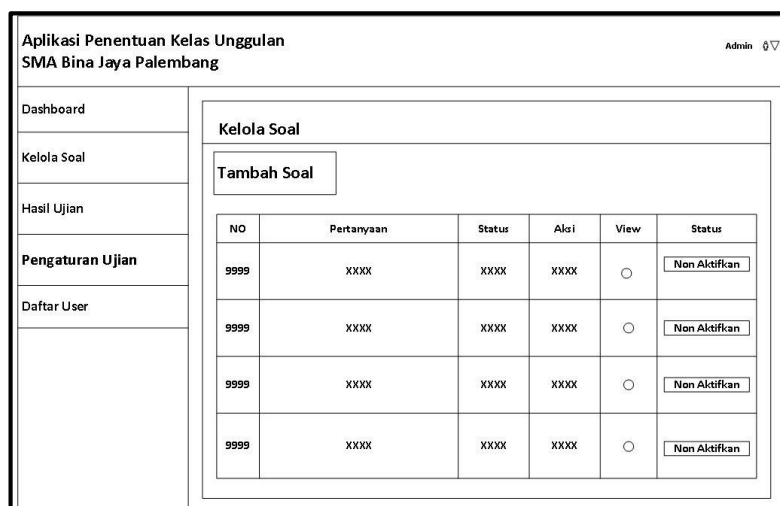 Aplikasi Penentuan Kelas Unggulan
SMA Bina Jaya Palembang
Admin
Dashboard
Kelola Soal
Hasil Ujian
Pengaturan Ujian
Daftar User
Kelola Soal
Tambah Soal
NO Pertanyaan Status Aksi View Status
9999 XXXX XXXX XXXX Non Aktifkan
9999 XXXX XXXX XXXX Non Aktifkan
9999 XXXX XXXX XXXX Non Aktifkan
9999 XXXX XXXX XXXX Non Aktifkan